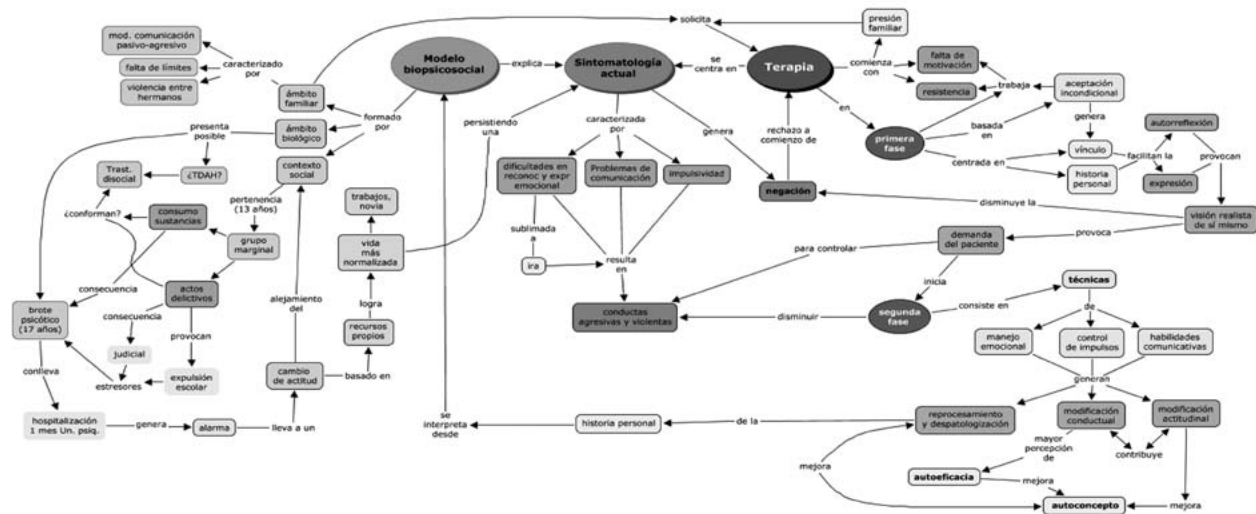 solicita
presión
familiar
mod. comunicación
pasivo-agresivo
caracterizado
por
falta de límites
violencia entre
hermanos
Modelo
biopsicosocial
explica
Sintomatología
actual
se
centra en
Terapia
comienza
con
falta de
motivación
resistencia
trabaja
aceptación
incondicional
ámbito
familiar
formado
por
ámbito
biológico
contexto
social
presenta
posible
¿TDAH?
Trast.
disocial
persistiendo
una
caracterizada
por
genera
rechazo a
comienzo de
en
primera
fase
basada
en
centrada en
genera
vínculo
historia
personal
facilitan la
autorreflexión
expresión
provocan
visión realista
de sí mismo
dificultades en
reconoc y expr
emocional
Problemas de
comunicación
impulsividad
negación
disminuye la
provoca
demanda
del paciente
para controlar
inicia
segunda
fase
consiste en
disminuir
sublimada
a
ira
resulta
en
conductas
agresivas y violentas
pertenencia
(13 años)
grupo
marginal
¿conforman?
consumo
sustancias
actos
delictivos
consecuencia
consecuencia
provocan
brote
psicótico
(17 años)
judicial
estresores
expulsión
escolar
conlleva
hospitalización
1 mes Un. psiq.
genera
alarma
lleva a un
cambio
de actitud
alejamiento
del
basado en
recursos
propios
logra
vida
más
normalizada
trabajos,
novia
técnicas
de
manejo
emocional
control
de impulsos
habilidades
comunicativas
generan
reprocesamiento
y despatologización
modificación
conductual
modificación
actitudinal
de la
historia personal
se
interpreta
desde
mayor
percepción
de
contribuye
mejora
autoeficacia
mejora
autoconcepto
mejora